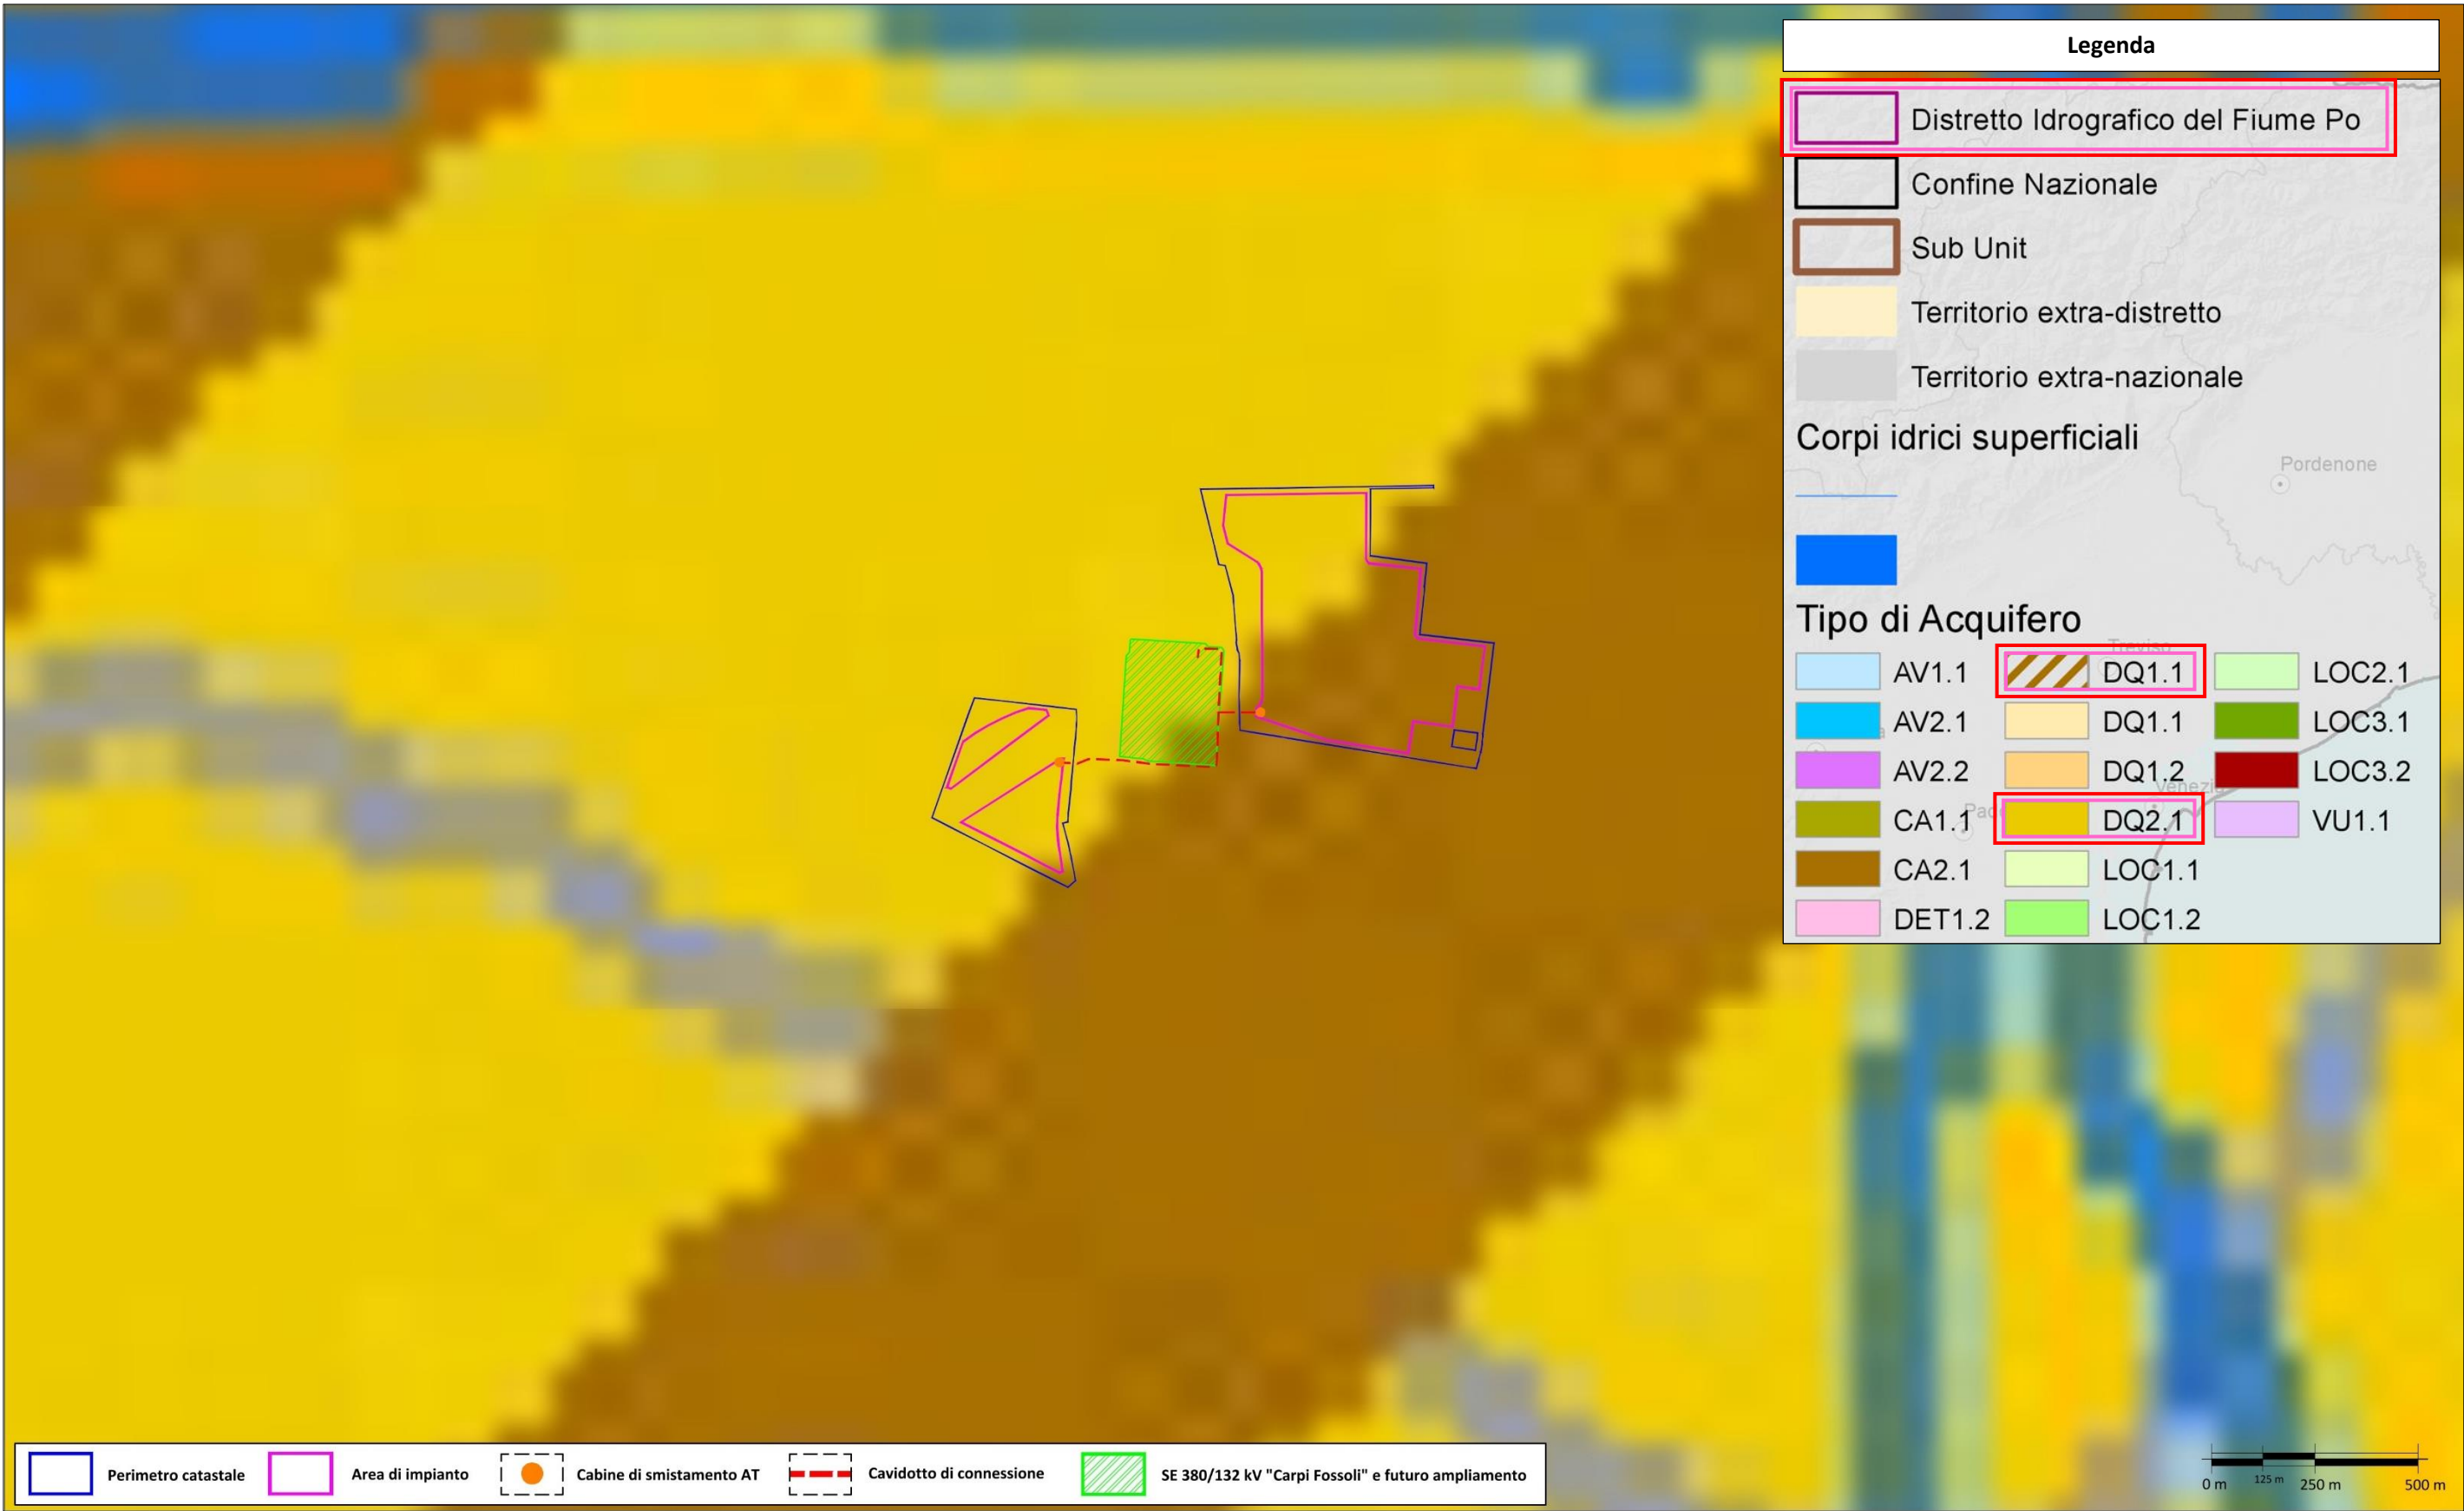 Legenda
Distretto Idrografico del Fiume Po
Confine Nazionale
Sub Unit
Territorio extra-distretto
Territorio extra-nazionale
Corpi idrici superficiali
Pordenone
Tipo di Acquifero
Treviso
AV1.1 DQ1.1 LOC2.1
AV2.1 DQ1.1 LOC3.1
AV2.2 DQ1.2 LOC3.2
Venezia
CA1.1 DQ2.1 VU1.1
CA2.1 LOC1.1
DET1.2 LOC1.2
Perimetro catastale Area di impianto Cabine di smistamento AT Cavidotto di connessione SE 380/132 kV "Carpi Fossoli" e futuro ampliamento
0 m 125 m 250 m 500 m